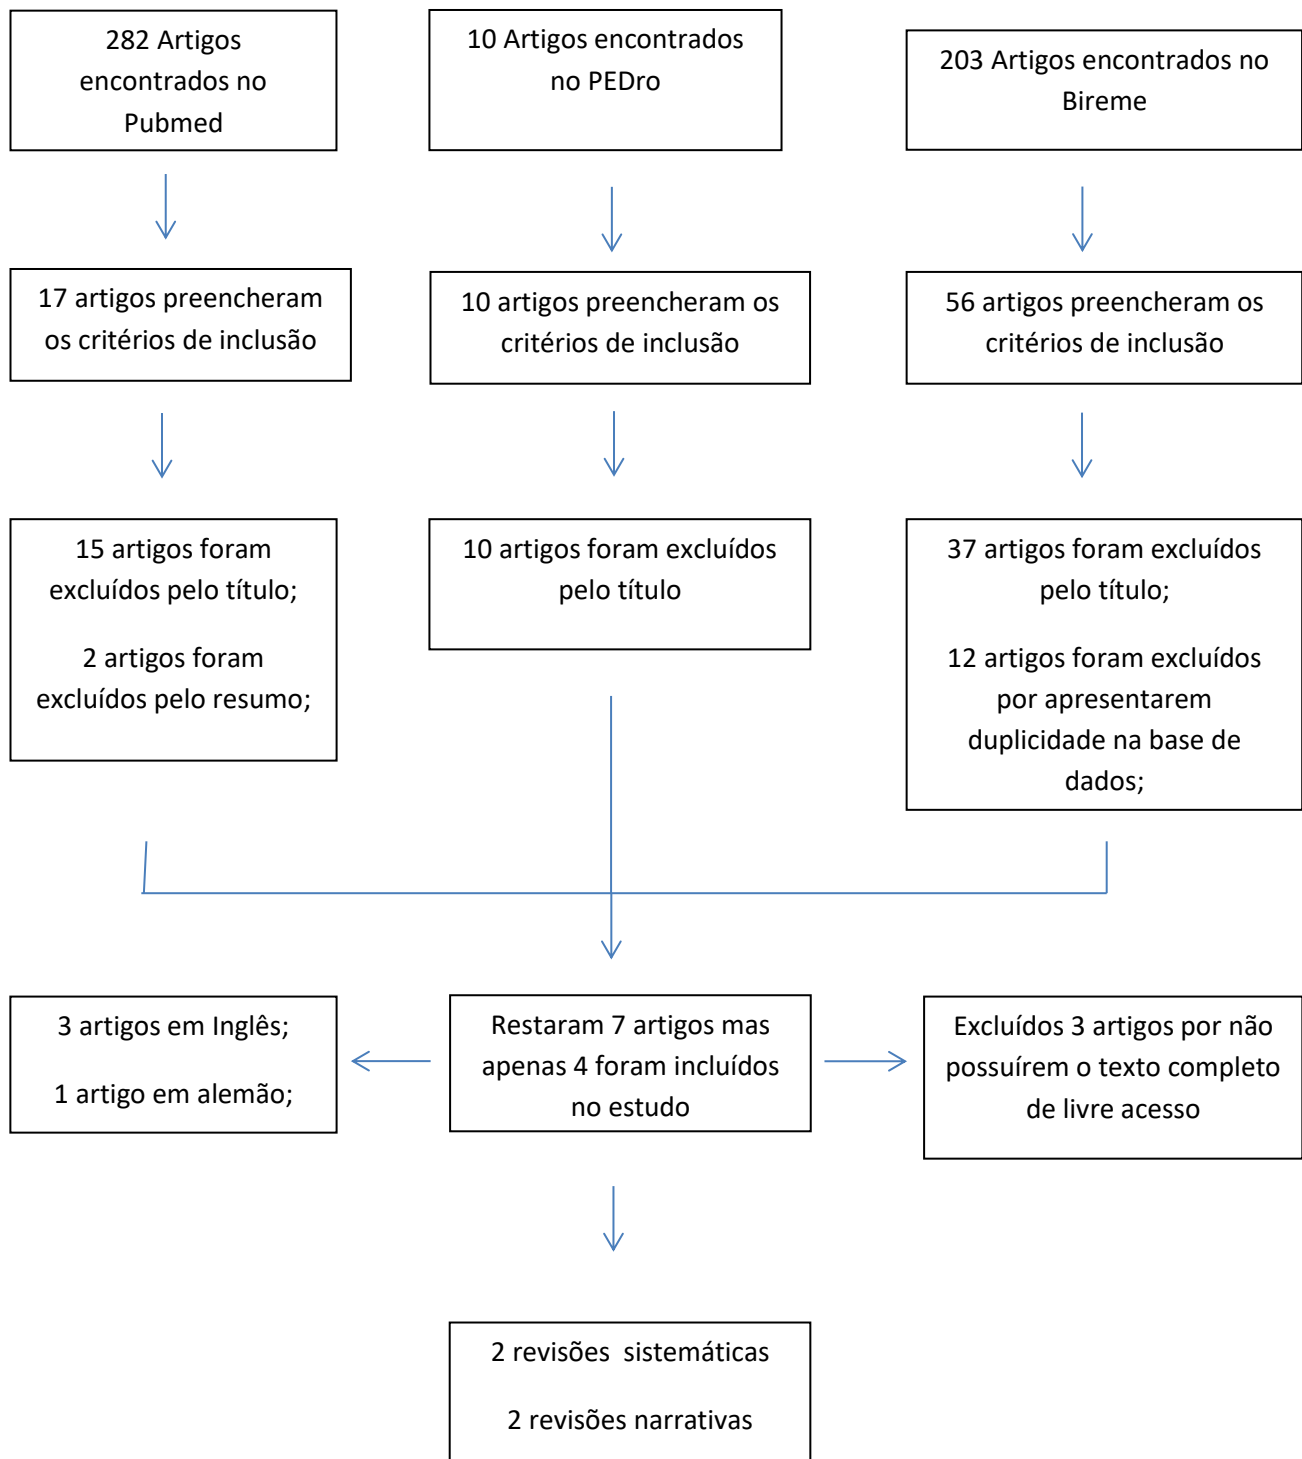 282 Artigos
encontrados no
Pubmed
10 Artigos encontrados
no PEDro
203 Artigos encontrados no
Bireme
17 artigos preencheram
os critérios de inclusão
10 artigos preencheram os
critérios de inclusão
56 artigos preencheram os
critérios de inclusão
15 artigos foram
excluídos pelo título;
2 artigos foram
excluídos pelo resumo;
10 artigos foram excluídos
pelo título
37 artigos foram excluídos
pelo título;
12 artigos foram excluídos
por apresentarem
duplicidade na base de
dados;
3 artigos em Inglês;
1 artigo em alemão;
Restaram 7 artigos mas
apenas 4 foram incluídos
no estudo
Excluídos 3 artigos por não
possuírem o texto completo
de livre acesso
2 revisões  sistemáticas
2 revisões narrativas